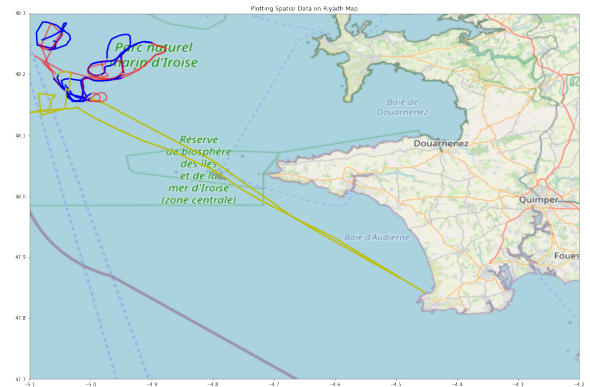 Plotting Spatial Data on Riyadh Map
48.3
48.2
48.1
48.0
47.9
47.8
47.7
Parc naturel
marin d'Iroise
Réserve
de biosphère
des îles
et de la
mer d'Iroise
(zone centrale)
Baie de
Douarnenez
Douarnenez
Quimper
Baie d'Audierne
Foues
−5.1
−5.0
−4.9
−4.8
−4.7
−4.6
−4.5
−4.4
−4.3
−4.2